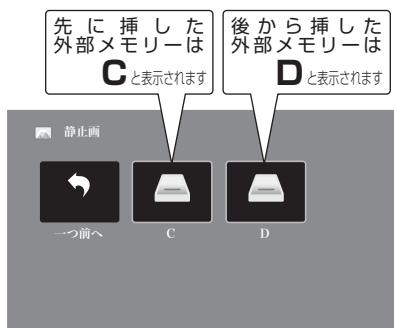 先に挿した
外部メモリーは
Cと表示されます
後から挿した
外部メモリーは
Dと表示されます
静止画
一つ前へ
C
D